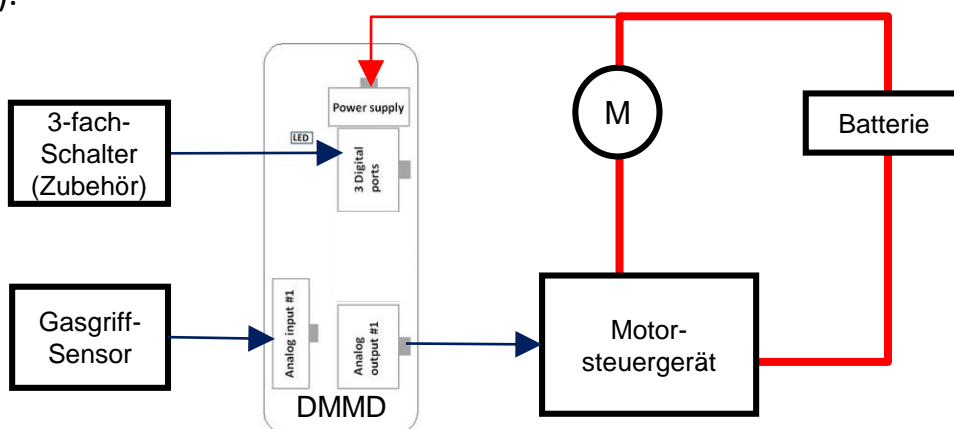 ).
3-fach-
Schalter
(Zubehör)
LED
Power supply
3 Digital
ports
M
Batterie
Gasgriff-
Sensor
Analog input #1
Analog
output #1
DMMD
Motor-
steuergerät